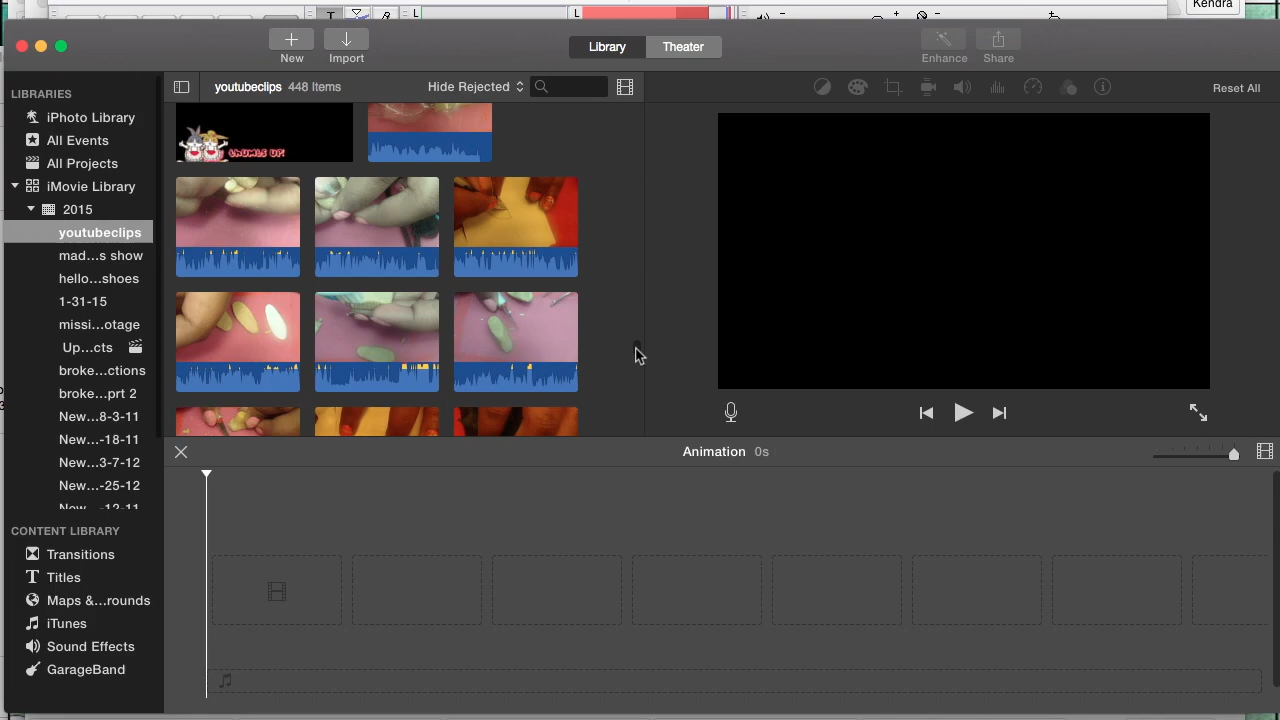 Kendra
T
L
L
New
Import
Library
Theater
Enhance
Share
LIBRARIES
iPhoto Library
All Events
All Projects
iMovie Library
2015
youtubeclips
mad...s show
hello...shoes
1-31-15
missi...otage
Up...cts
broke...ctions
broke...prt 2
New...8-3-11
New...-18-11
New...3-7-12
New...-25-12
New...-12-11
CONTENT LIBRARY
Transitions
Titles
Maps &...rounds
iTunes
Sound Effects
GarageBand
youtubeclips 448 Items
Hide Rejected
Reset All
Animation 0s